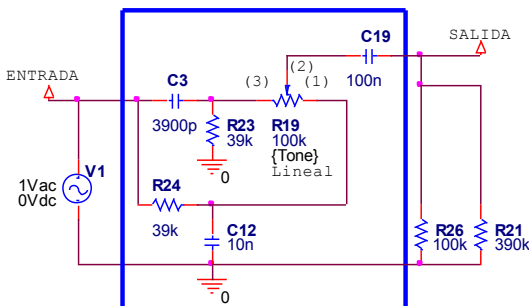 C19
SALIDA
ENTRADA
(2)
C3
(3)
(1)
100n
3900p
R23
39k
R19
100k
{Tone}
Lineal
0
V1
1Vac
0Vdc
R24
39k
C12
10n
R26
100k
R21
390k
0